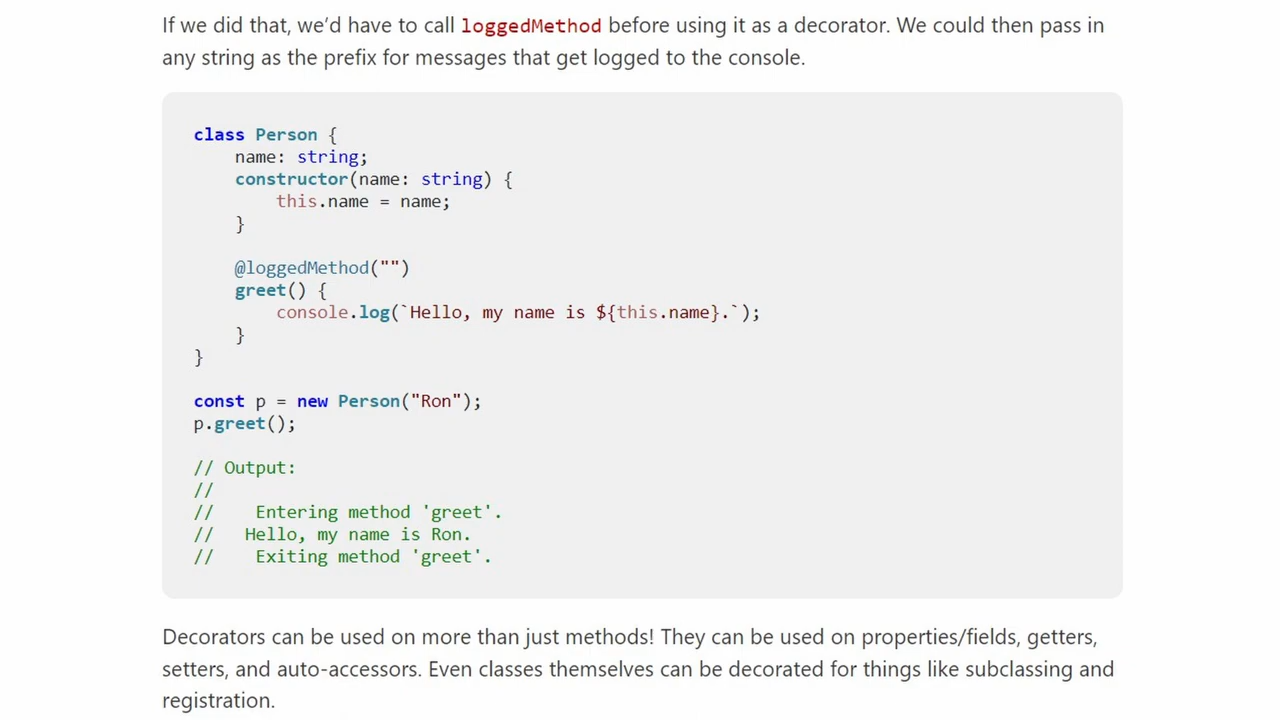 If we did that, we’d have to call loggedMethod before using it as a decorator. We could then pass in
any string as the prefix for messages that get logged to the console.
class Person {
    name: string;
    constructor(name: string) {
        this.name = name;
    }
    @loggedMethod("")
    greet() {
        console.log(`Hello, my name is ${this.name}.`);
    }
}
const p = new Person("Ron");
p.greet();
// Output:
//
//    Entering method 'greet'.
//   Hello, my name is Ron.
//    Exiting method 'greet'.
Decorators can be used on more than just methods! They can be used on properties/fields, getters,
setters, and auto-accessors. Even classes themselves can be decorated for things like subclassing and
registration.